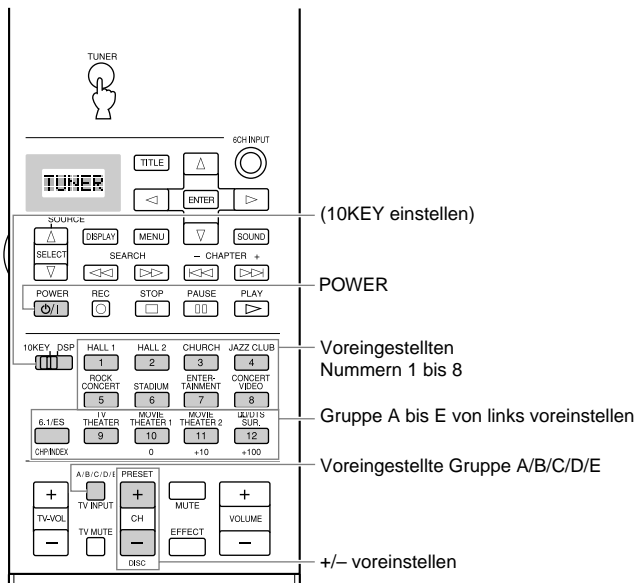 TUNER
6CH INPUT
TUNER
TITLE
ENTER
(10KEY einstellen)
SOURCE
SELECT
DISPLAY MENU SOUND
SEARCH – CHAPTER +
POWER REC STOP PAUSE PLAY
POWER
10KEY DSP HALL 1 HALL 2 CHURCH JAZZ CLUB
1 2 3 4
Voreingestellten
Nummern 1 bis 8
ROCK CONCERT STADIUM ENTER-TAINMENT CONCERT VIDEO
5 6 7 8
6.1/ES TV THEATER MOVIE THEATER 1 MOVIE THEATER 2 /DTS SUR.
9 10 11 12
Gruppe A bis E von links voreinstellen
CHP/INDEX 0 +10 +100
A/B/C/D/E PRESET
Voreingestellte Gruppe A/B/C/D/E
+ + +
TV INPUT MUTE
TV-VOL CH VOLUME
TV MUTE EFFECT
– – –
DISC
+/– voreinstellen